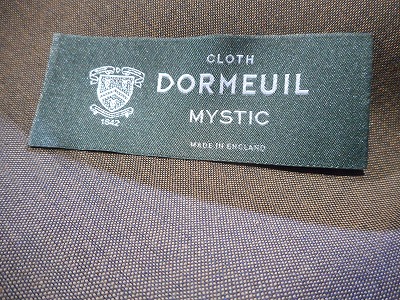 CLOTH
DORMEUIL
MYSTIC
1842
MADE IN ENGLAND